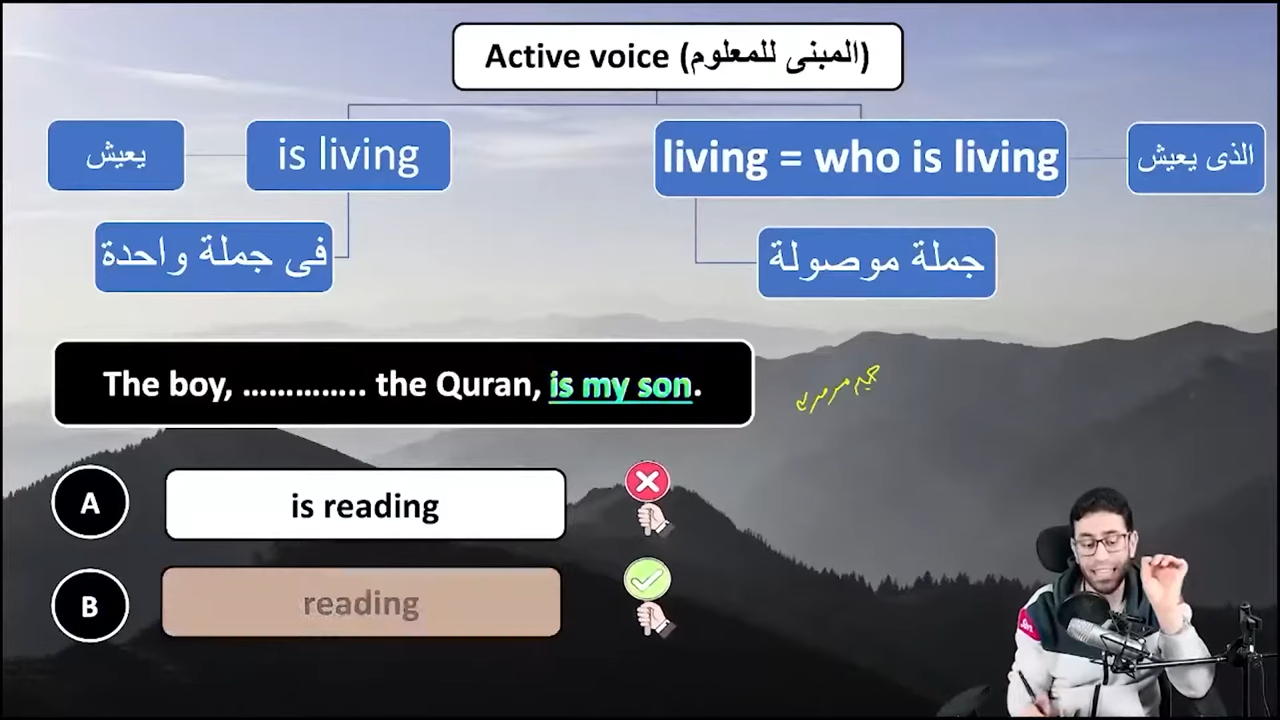 Active voice (المبنى للمعلوم)
يعيش
is living
living = who is living
الذى يعيش
فى جملة واحدة
جملة موصولة
The boy, ………….. the Quran, is my son.
A
is reading
B
reading